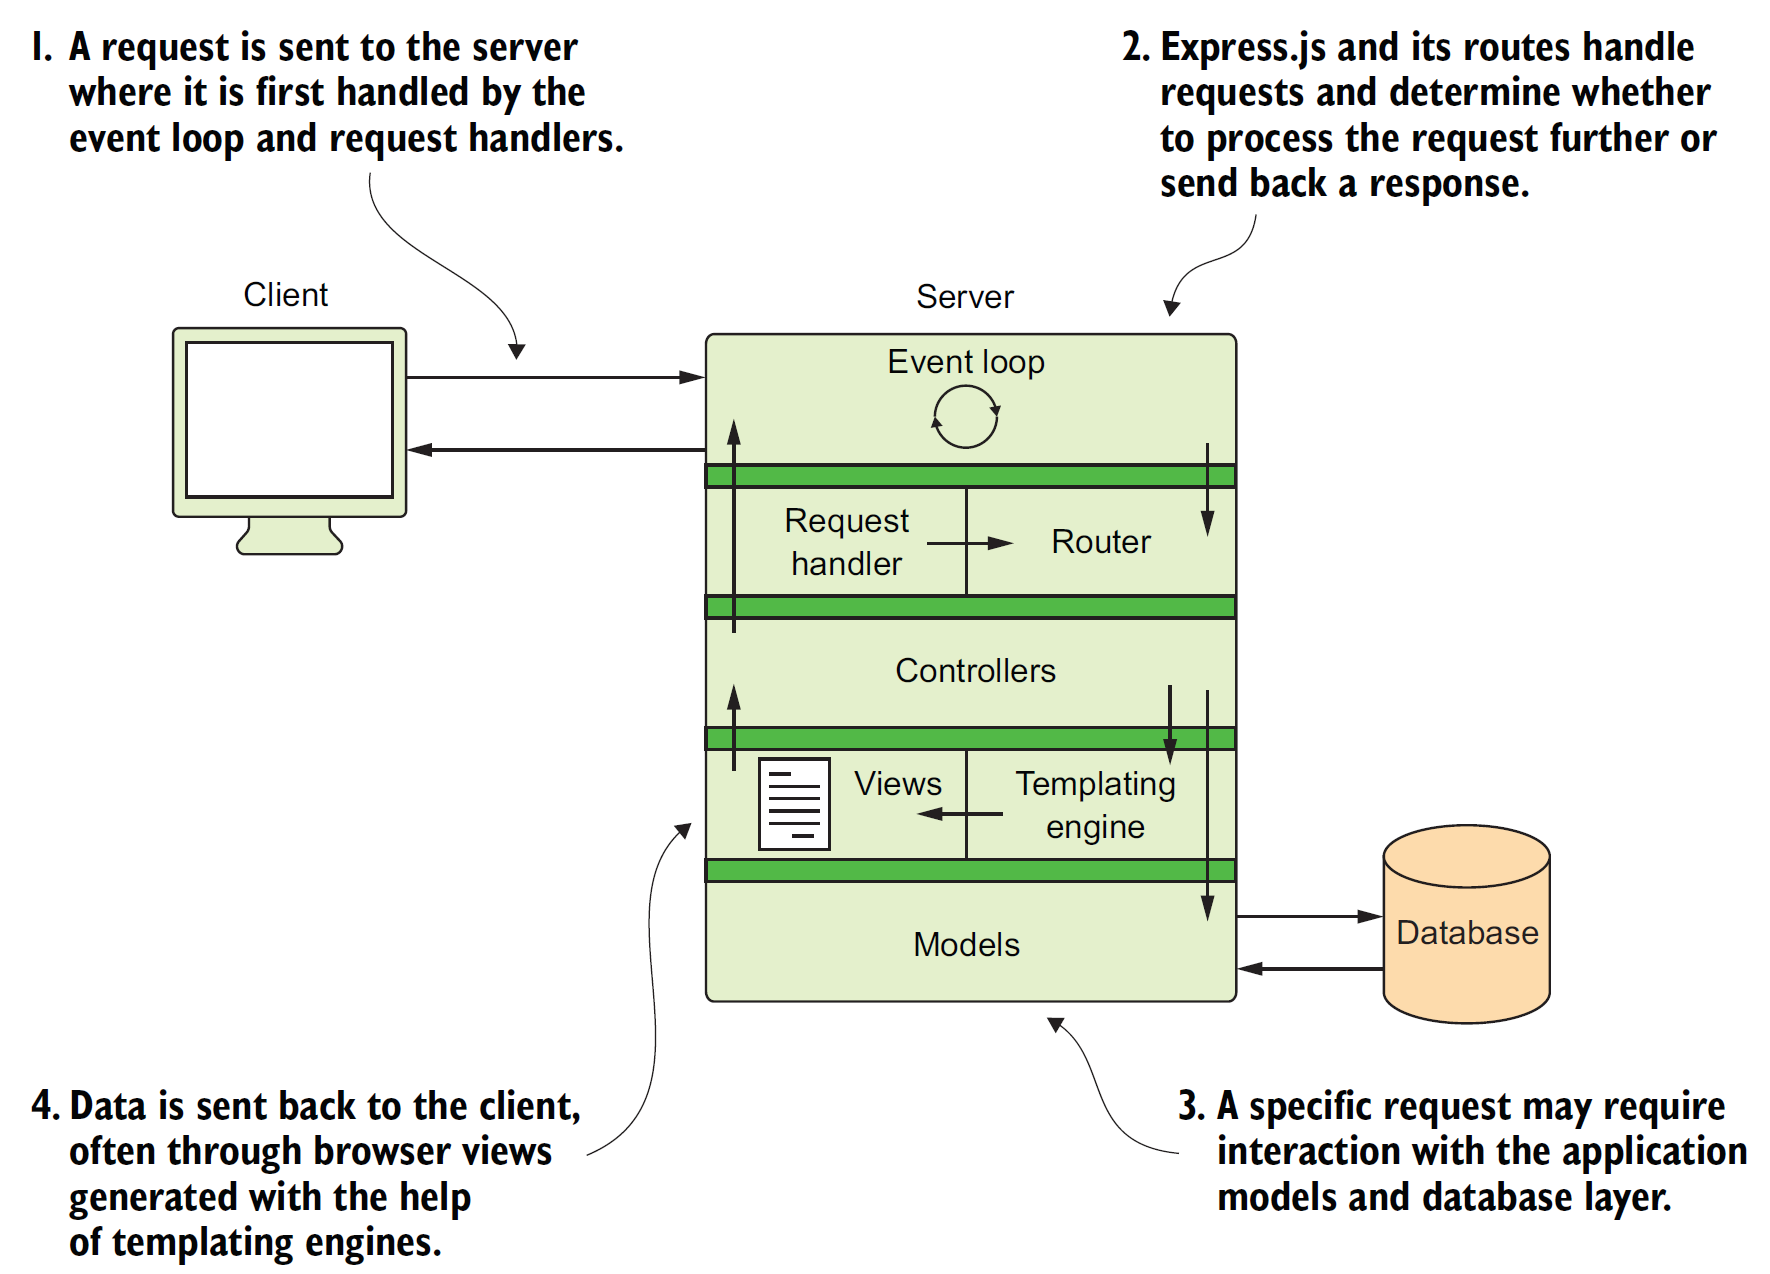 1. A request is sent to the server
where it is first handled by the
event loop and request handlers.
2. Express.js and its routes handle
requests and determine whether
to process the request further or
send back a response.
Client
Server
Event loop
Request
handler
Router
Controllers
Views
Templating
engine
Models
Database
4. Data is sent back to the client,
often through browser views
generated with the help
of templating engines.
3. A specific request may require
interaction with the application
models and database layer.